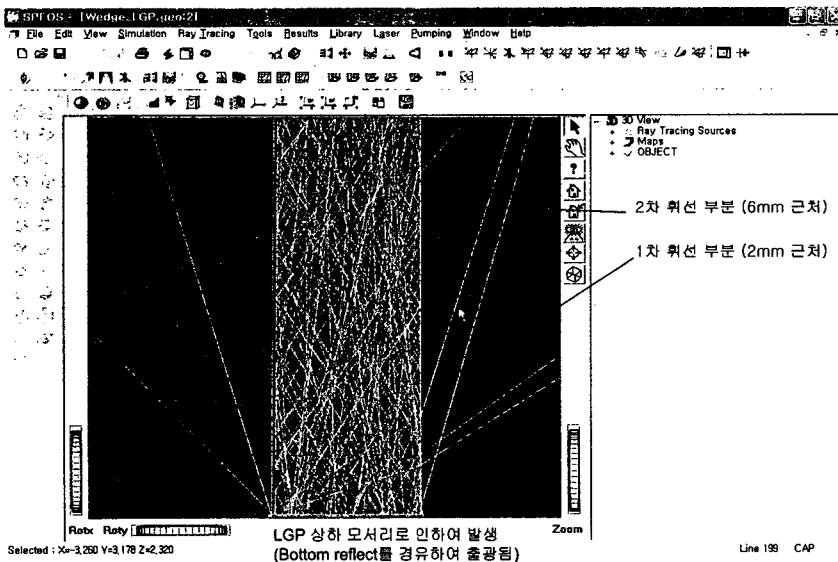 SPEOS - [Wedge_LGP.geo:2]
File Edit View Simulation Ray Tracing Tools Results Library Laser Pumping Window Help
3D View
Ray Tracing Sources
Maps
OBJECT
2차 휘선 부분 (6mm 근처)
1차 휘선 부분 (2mm 근처)
Rotx Roty
Zoom
LGP 상하 모서리로 인하여 발생
(Bottom reflect를 경유하여 출광됨)
Selected : X=-3,260 Y=3,178 Z=2,320
Line 199 CAP